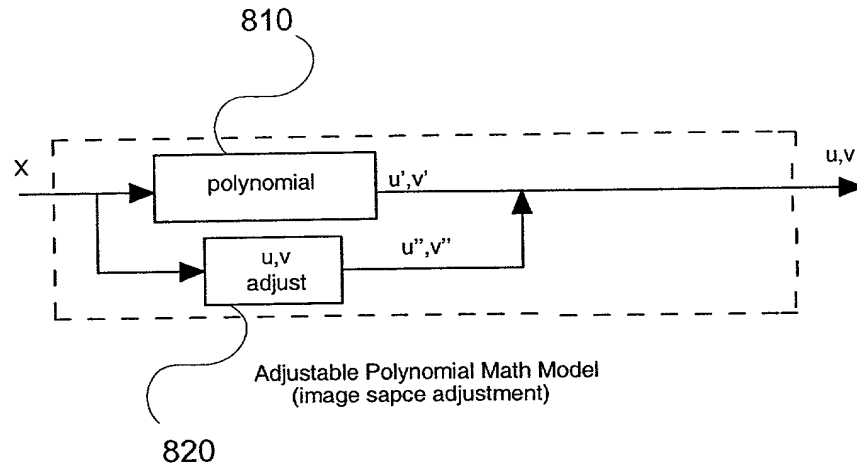 810
X
polynomial
u',v'
u,v
u,v
adjust
u",v"
Adjustable Polynomial Math Model
(image sapce adjustment)
820